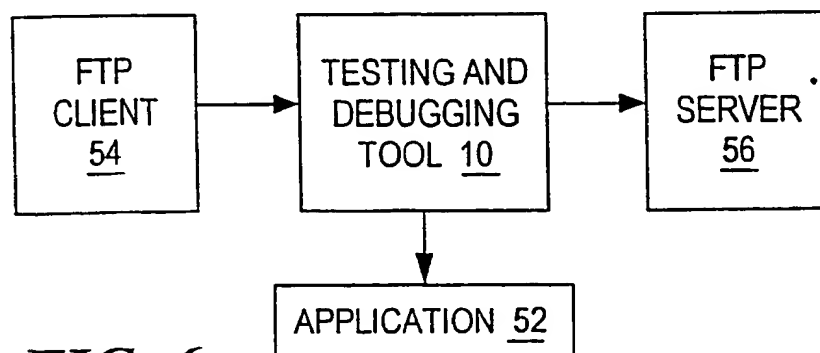 FTP
CLIENT
54
TESTING AND
DEBUGGING
TOOL 10
FTP
SERVER
56
APPLICATION 52
FIG. 6